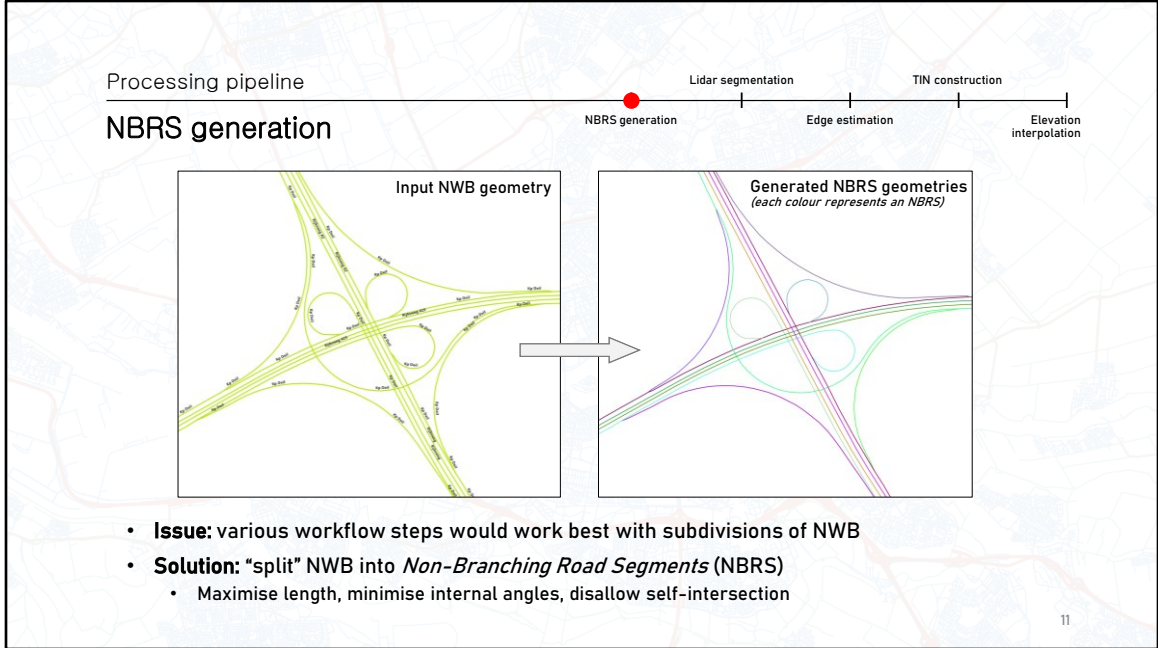 Processing pipeline
NBRS generation
NBRS generation
Lidar segmentation
Edge estimation
TIN construction
Elevation
interpolation
Input NWB geometry
Generated NBRS geometries
(each colour represents an NBRS)
• Issue: various workflow steps would work best with subdivisions of NWB
• Solution: “split” NWB into Non-Branching Road Segments (NBRS)
• Maximise length, minimise internal angles, disallow self-intersection
11